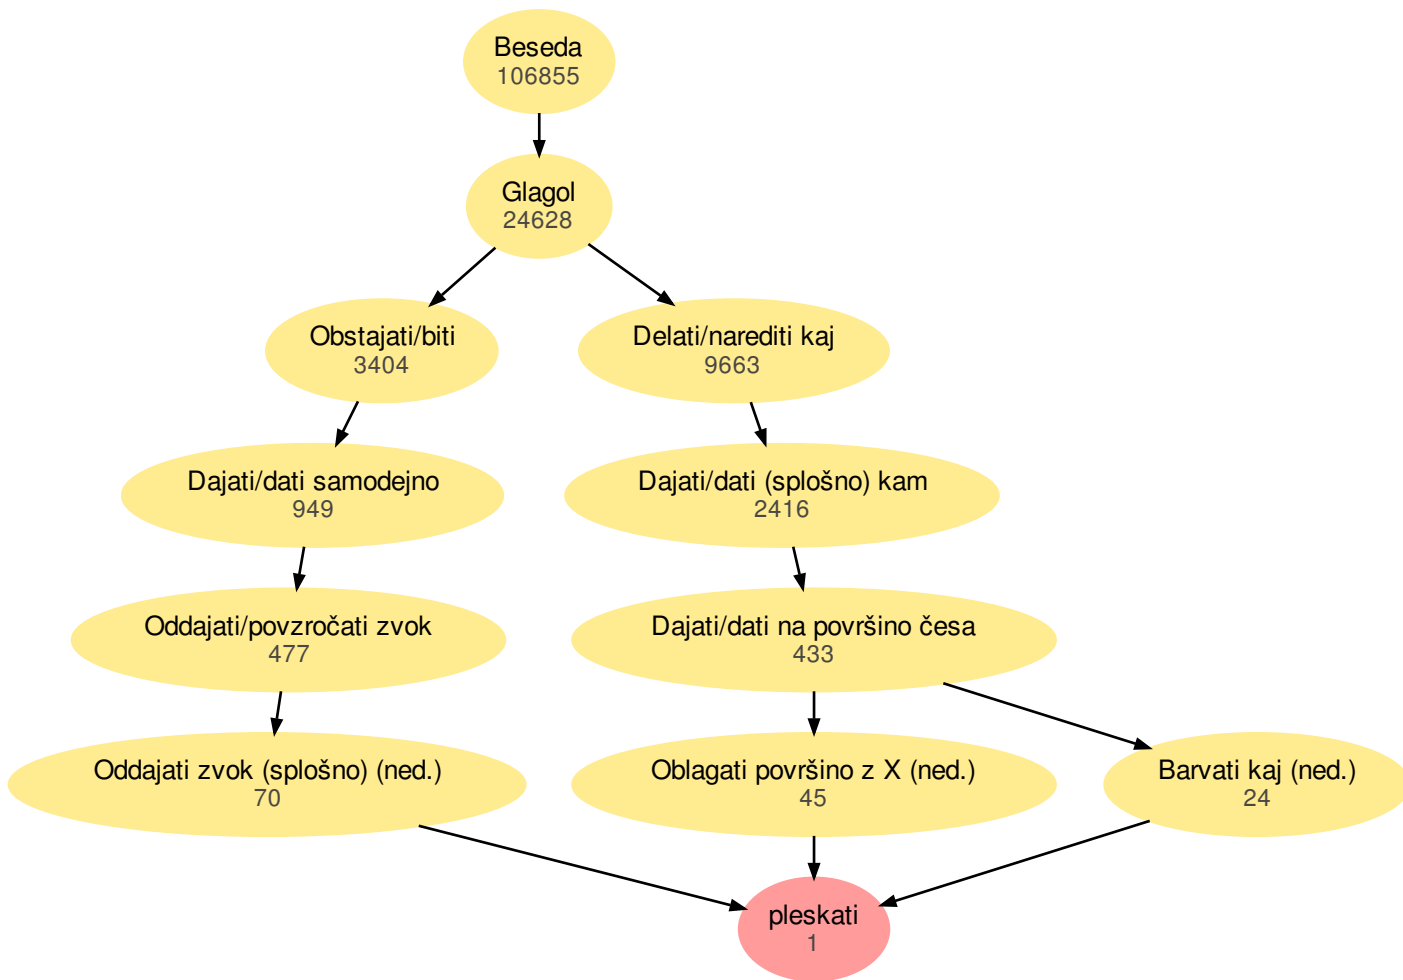 Beseda
106855
Glagol
24628
Obstajati/biti
3404
Delati/narediti kaj
9663
Dajati/dati samodejno
949
Dajati/dati (splošno) kam
2416
Oddajati/povzročati zvok
477
Dajati/dati na površino česa
433
Oddajati zvok (splošno) (ned.)
70
Oblagati površino z X (ned.)
45
Barvati kaj (ned.)
24
pleskati
1